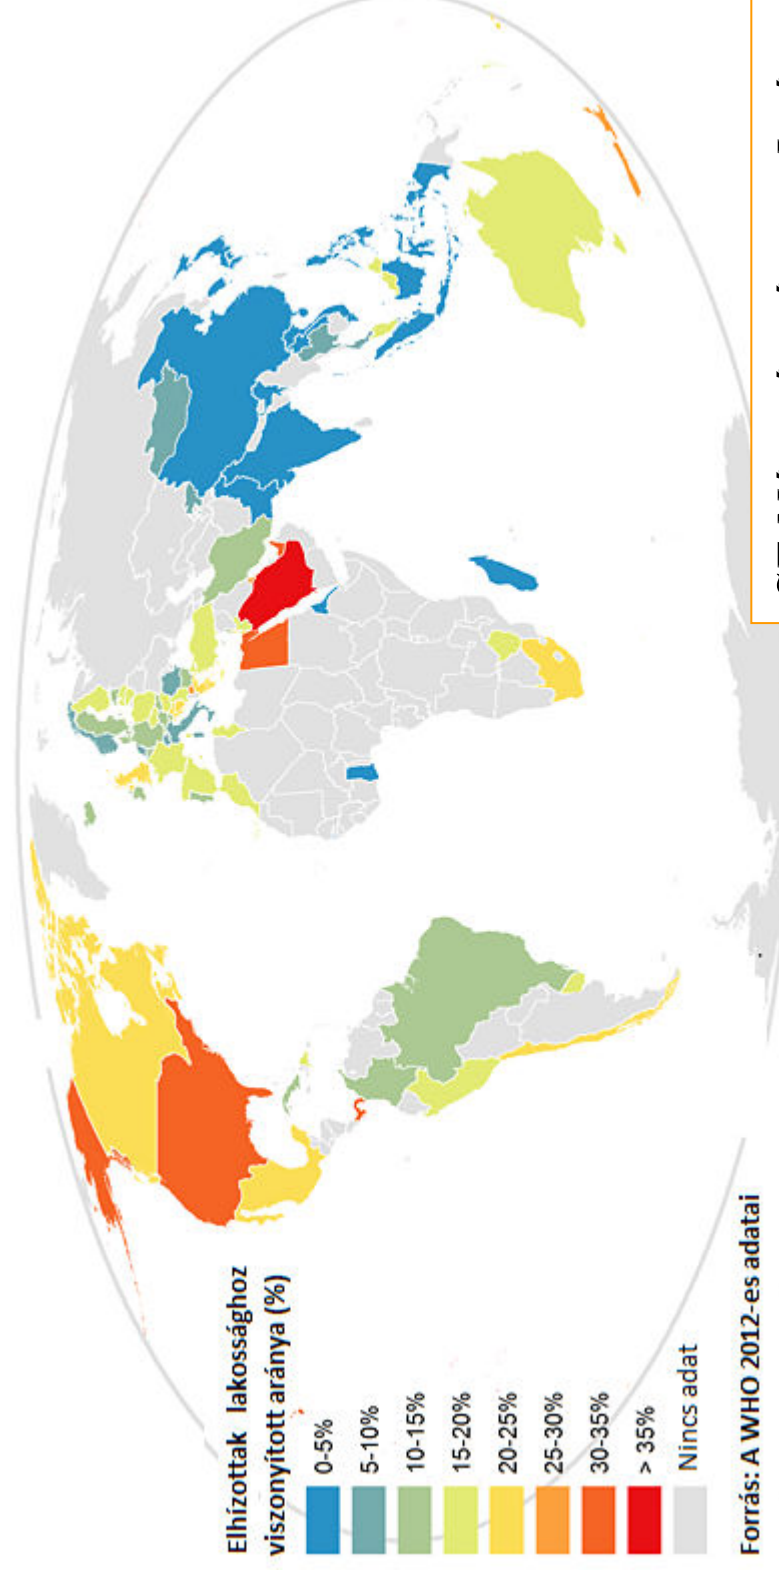 Elhízottak lakossághoz
viszonyított aránya (%)
0-5%
5-10%
10-15%
15-20%
20-25%
25-30%
30-35%
> 35%
Nincs adat
Forrás: A WHO 2012-es adatai